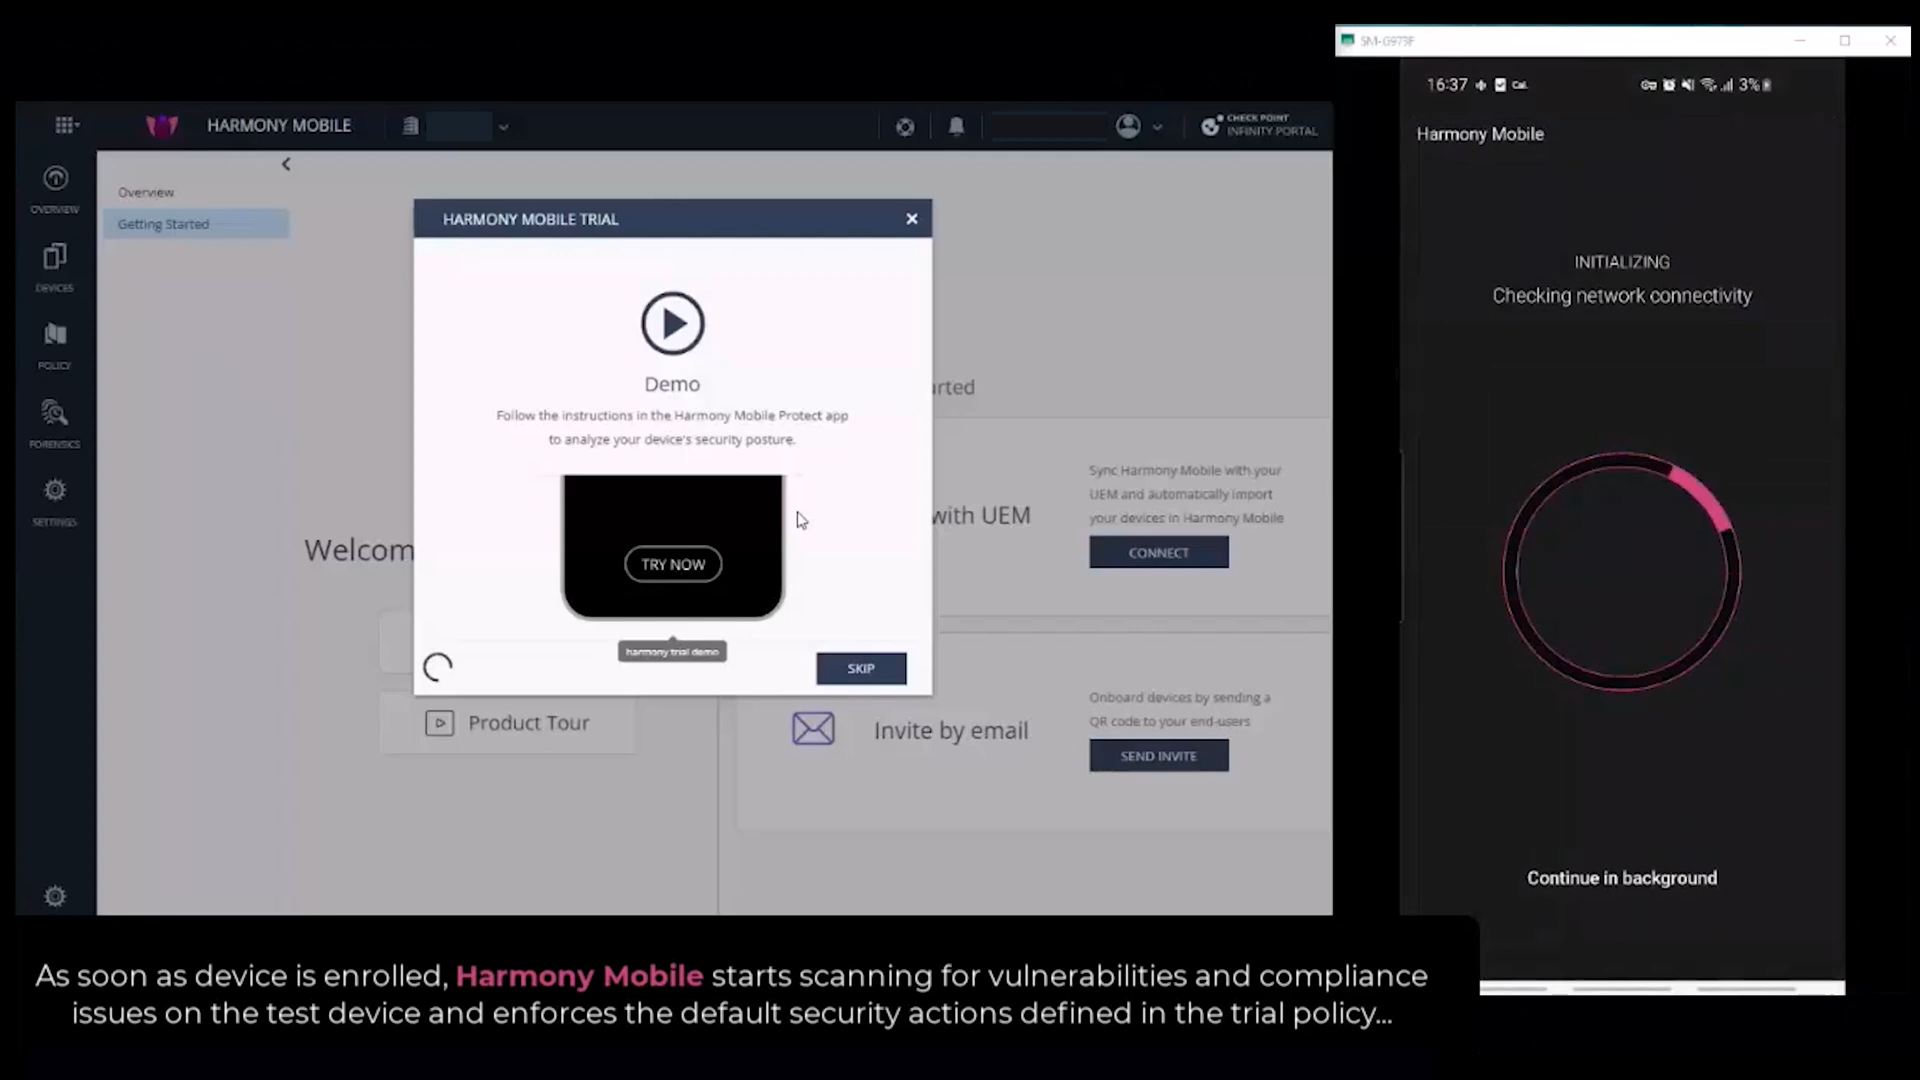 SM-G973F
16:37
Cal.
3%
HARMONY MOBILE
CHECK POINT
INFINITY PORTAL
Harmony Mobile
OVERVIEW
DEVICES
POLICY
FORENSICS
SETTINGS
Overview
Getting Started
HARMONY MOBILE TRIAL
Demo
Follow the instructions in the Harmony Mobile Protect app
to analyze your device's security posture.
TRY NOW
harmony trial demo
SKIP
Welcom
Product Tour
arted
with UEM
Sync Harmony Mobile with your
UEM and automatically import
your devices in Harmony Mobile
CONNECT
Invite by email
Onboard devices by sending a
QR code to your end-users
SEND INVITE
INITIALIZING
Checking network connectivity
Continue in background
As soon as device is enrolled, Harmony Mobile starts scanning for vulnerabilities and compliance
issues on the test device and enforces the default security actions defined in the trial policy...